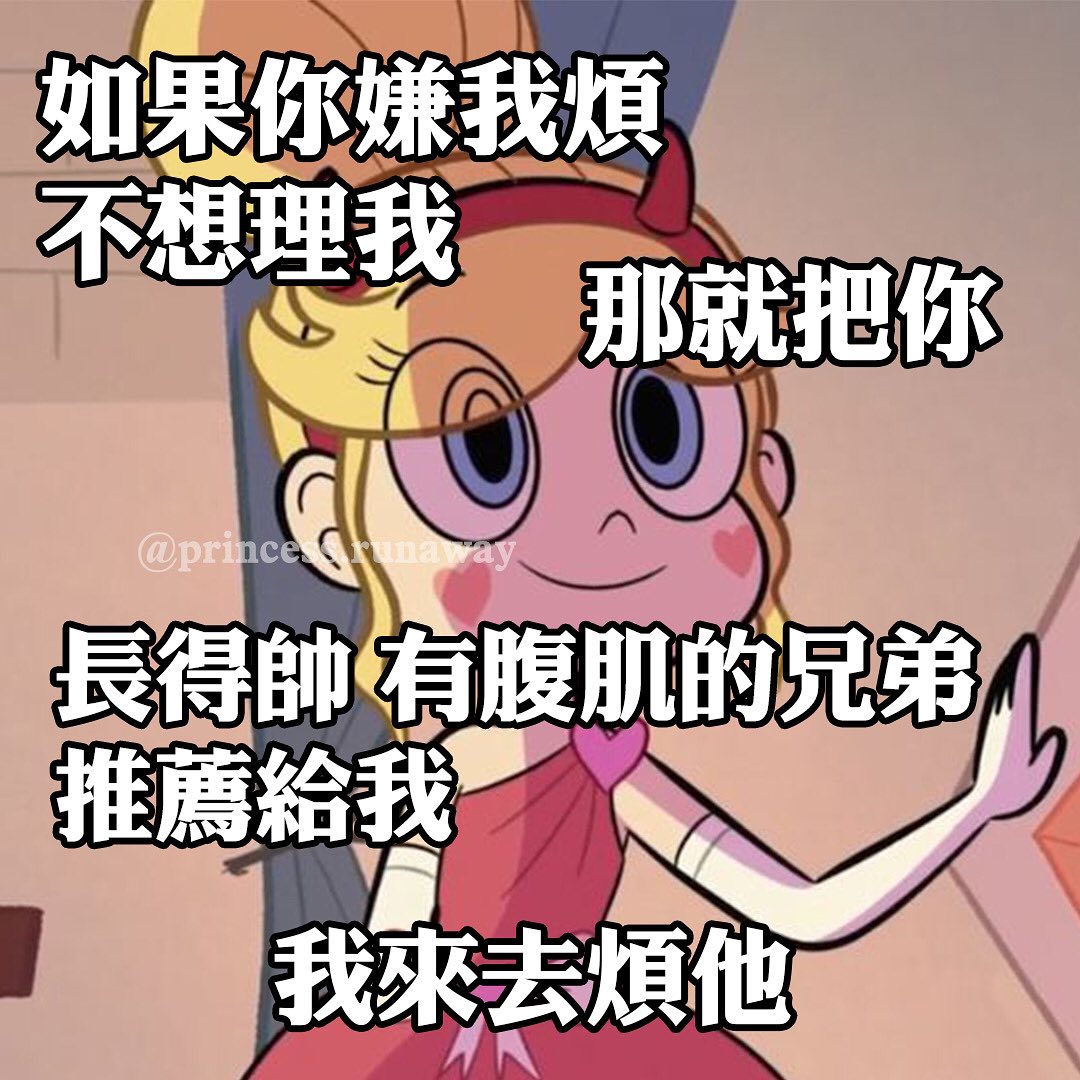 如果你嫌我煩
不想理我
那就把你
@princess.runaway
長得帥 有腹肌的兄弟
推薦給我
我來去煩他